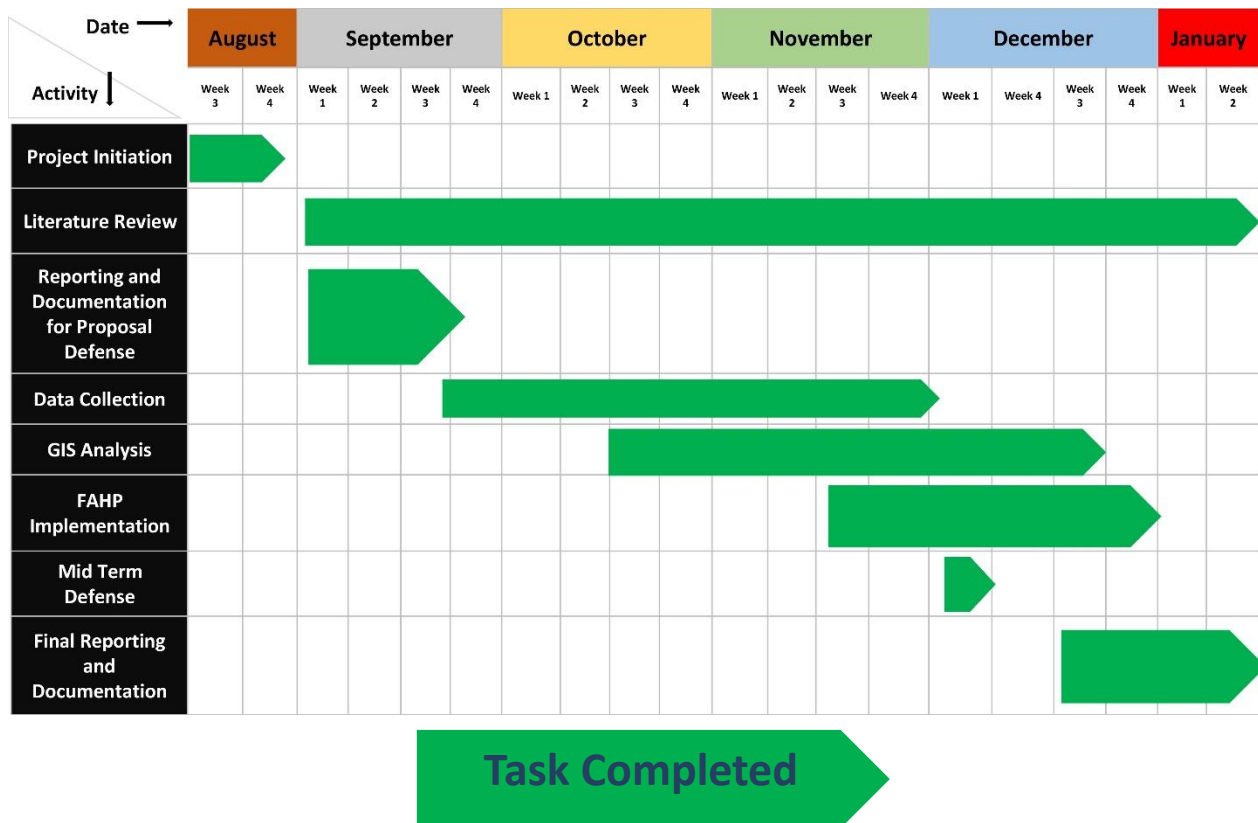 Date
August September October November December January
Activity
Week 3 Week 4 Week 1 Week 2 Week 3 Week 4 Week 1 Week 2 Week 3 Week 4 Week 1 Week 2 Week 3 Week 4 Week 1 Week 4 Week 3 Week 4 Week 1 Week 2
Project Initiation
Literature Review
Reporting and
Documentation
for Proposal
Defense
Data Collection
GIS Analysis
FAHP
Implementation
Mid Term
Defense
Final Reporting
and
Documentation
Task Completed